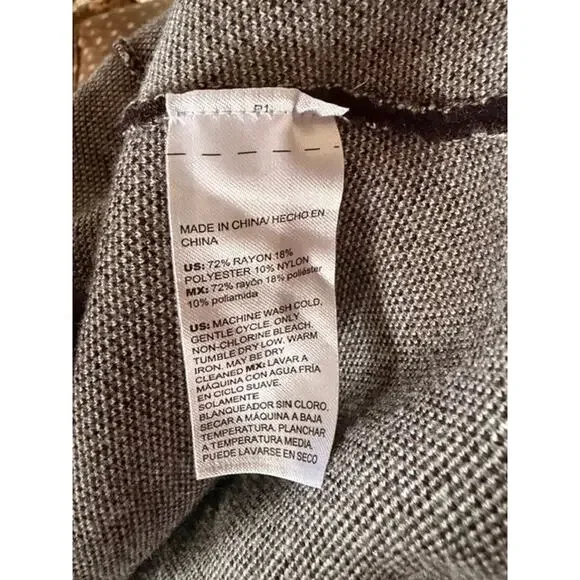 MADE IN CHINA/ HECHO EN
CHINA
US: 72% RAYON 18%
POLYESTER 10% NYLON
MX: 72% rayón 18% poliéster
10% poliamida
US: MACHINE WASH COLD,
GENTLE CYCLE. ONLY
NON-CHLORINE BLEACH.
TUMBLE DRY LOW. WARM
IRON. MAY BE DRY
CLEANED MX: LAVAR A
MÁQUINA CON AGUA FRÍA
EN CICLO SUAVE.
SOLAMENTE
BLANQUEADOR SIN CLORO.
SECAR A MÁQUINA A BAJA
TEMPERATURA. PLANCHAR
A TEMPERATURA MEDIA.
PUEDE LAVARSE EN SECO